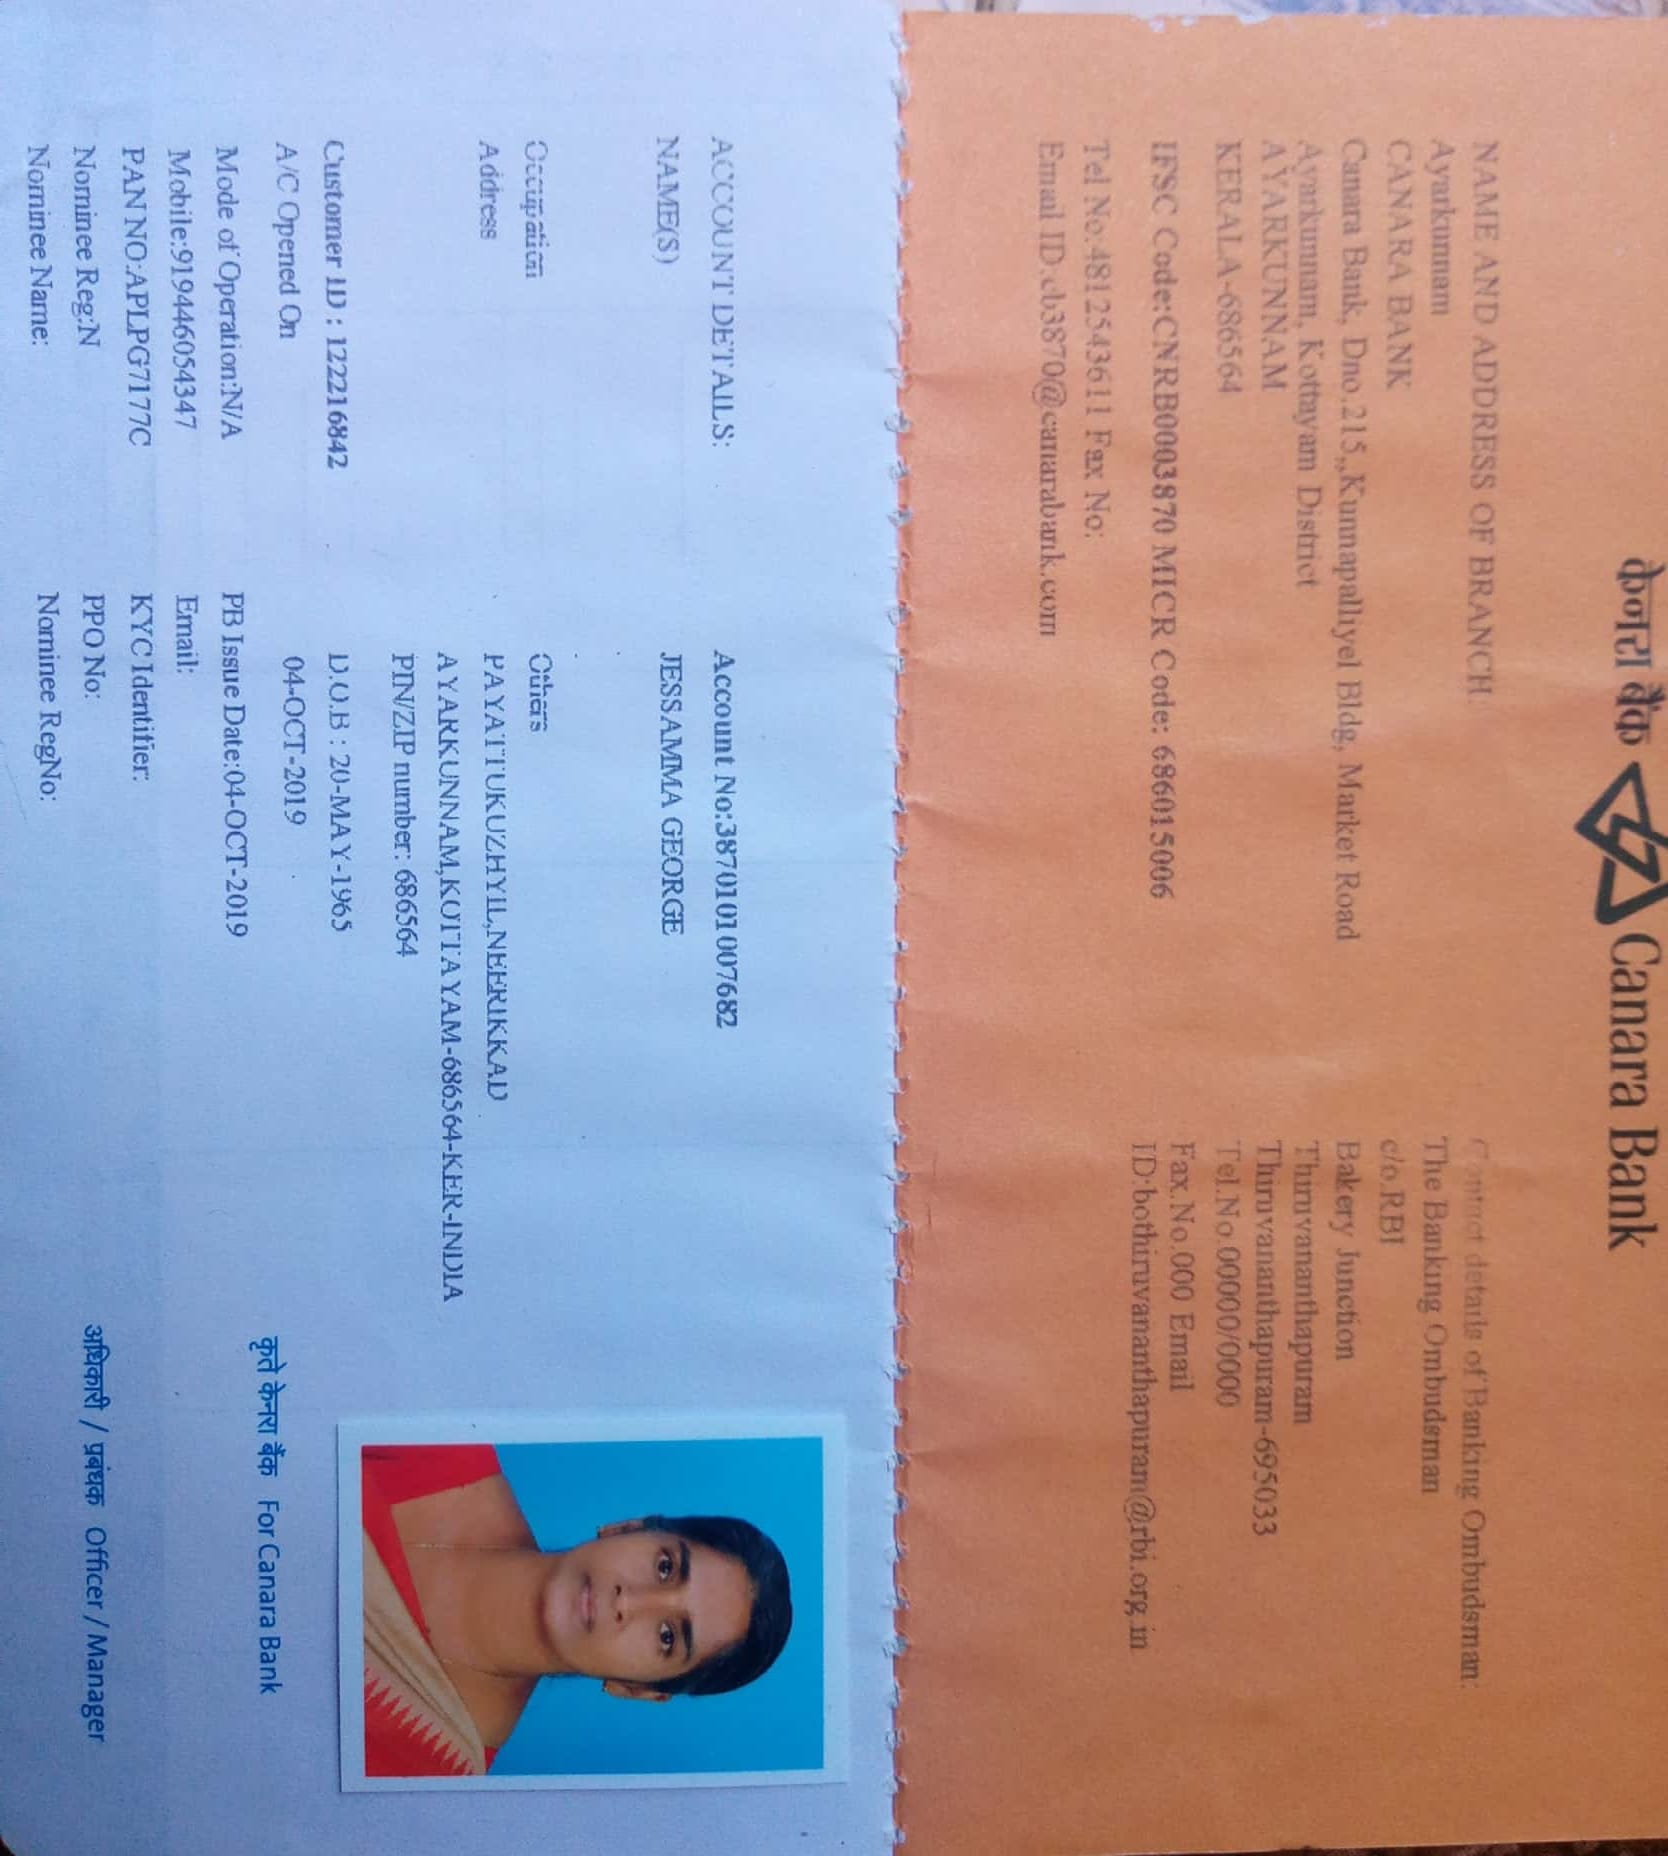 केनरा बैंक Canara Bank
NAME AND ADDRESS OF BRANCH:
Ayarkunnam
CANARA BANK
Canara Bank, Dno.215,,Kunnapalliyel Bldg, Market Road
Ayarkunnam, Kottayam District
AYARKUNNAM
KERALA-686564
IFSC Code:CNRB0003870 MICR Code: 686015006
Tel No:4812543611 Fax No:
Email ID:cb3870@canarabank.com
Contact details of Banking Ombudsman:
The Banking Ombudsman
c/o.RBI
Bakery Junction
Thiruvananthapuram
Thiruvananthapuram-695033
Tel.No.00000/0000
Fax.No.000 Email
ID:bothiruvananthapuram@rbi.org.in
ACCOUNT DETAILS: Account No:3870101007682
NAME(S) JESSAMMA GEORGE
Occupation Others
Address PAYATTUKUZHYIL,NEERIKKAD
AYARKUNNAM,KOTTAYAM-686564-KER-INDIA
PIN/ZIP number: 686564
Customer ID : 122216842 D.O.B : 20-MAY-1965
A/C Opened On 04-OCT-2019
Mode of Operation:N/A PB Issue Date:04-OCT-2019
Mobile:919446054347 Email:
PAN NO:APLPG7177C KYC Identifier:
Nominee Reg:N PPO No:
Nominee Name: Nominee RegNo:
कृते केनरा बैंक For Canara Bank
अधिकारी / प्रबंधक Officer / Manager